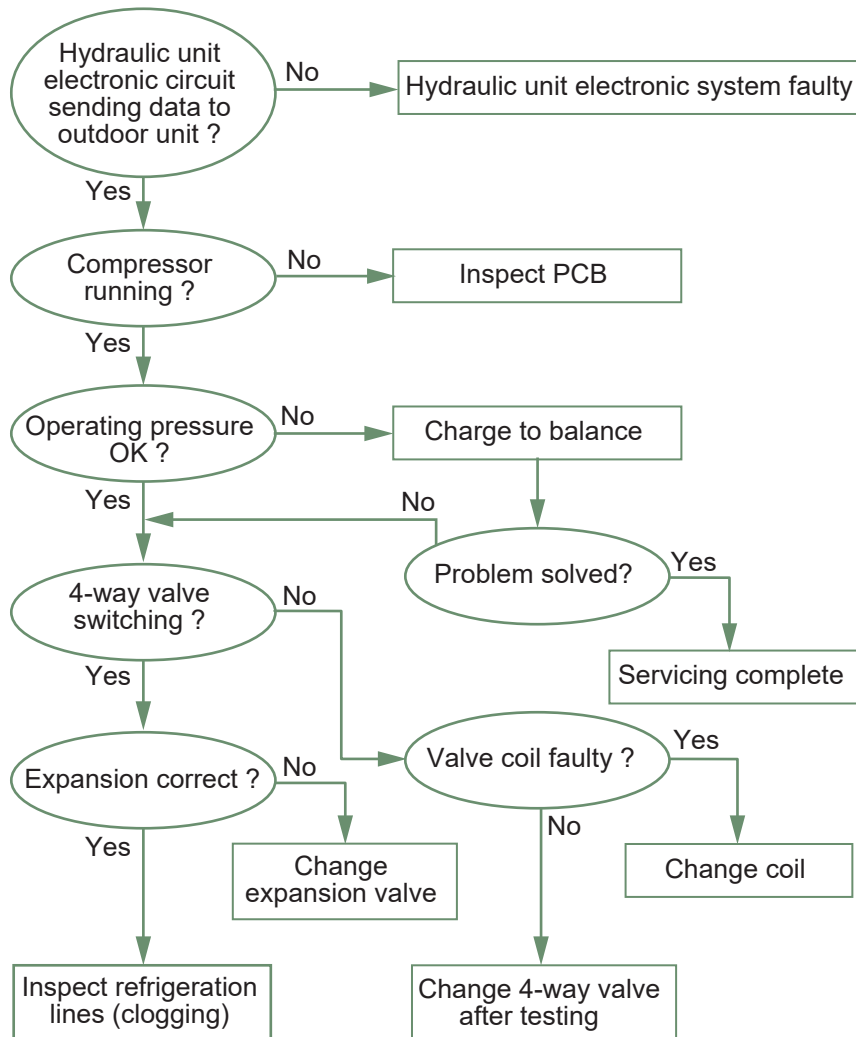 Hydraulic unit
electronic circuit
sending data to
outdoor unit ?
No
Hydraulic unit electronic system faulty
Yes
Compressor
running ?
No
Inspect PCB
Yes
Operating pressure
OK ?
No
Charge to balance
Yes
No
Problem solved?
Yes
Servicing complete
4-way valve
switching ?
No
Yes
Valve coil faulty ?
Yes
Change coil
No
Expansion correct ?
No
Change
expansion valve
Yes
Inspect refrigeration
lines (clogging)
Change 4-way valve
after testing